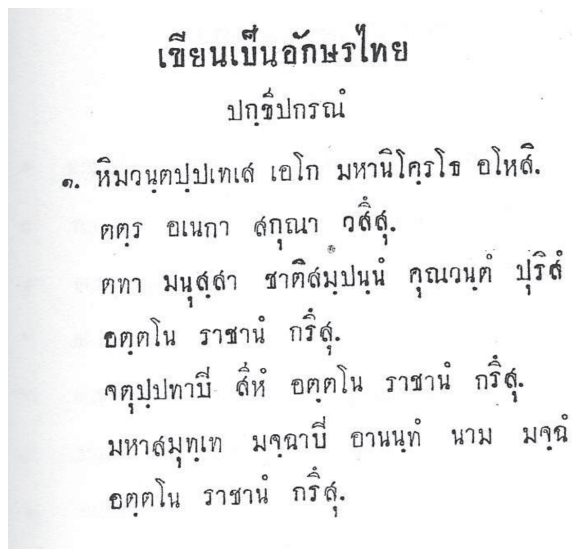 เขียนเป็นอักษรไทย
ปกฺขีปกรณํ
๑. หิมวนฺตปฺปเทเส เอโก มหานิโคฺรโธ อโหสิ.
ตตฺร อเนกา สกุณา วสึสุ.
ตทา มนุสฺสา ชาติสมฺปนฺนํ คุณวนฺตํ ปุริสํ
อตฺตโน ราชานํ กรึสุ.
จตุปฺปทาปี สีหํ อตฺตโน ราชานํ กรึสุ.
มหาสมุทฺเท มจฺฉาปี อานนฺทํ นาม มจฺฉํ
อตฺตโน ราชานํ กรึสุ.